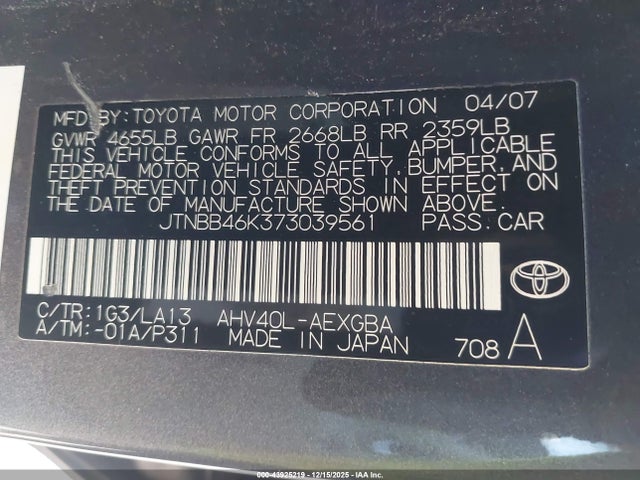 MFD.BY:TOYOTA MOTOR CORPORATION 04/07
GVWR 4655LB GAWR FR 2668LB RR 2359LB
THIS VEHICLE CONFORMS TO ALL APPLICABLE
FEDERAL MOTOR VEHICLE SAFETY,BUMPER,AND
THEFT PREVENTION STANDARDS IN EFFECT ON
THE DATE OF MANUFACTURE SHOWN ABOVE.
JTNBB46K373039561 PASS.CAR
C/TR:1G3/LA13 AHV40L-AEXGBA
A/TM:-01A/P311 MADE IN JAPAN 708 A
000-43925219 - 12/15/2025 - IAA Inc.